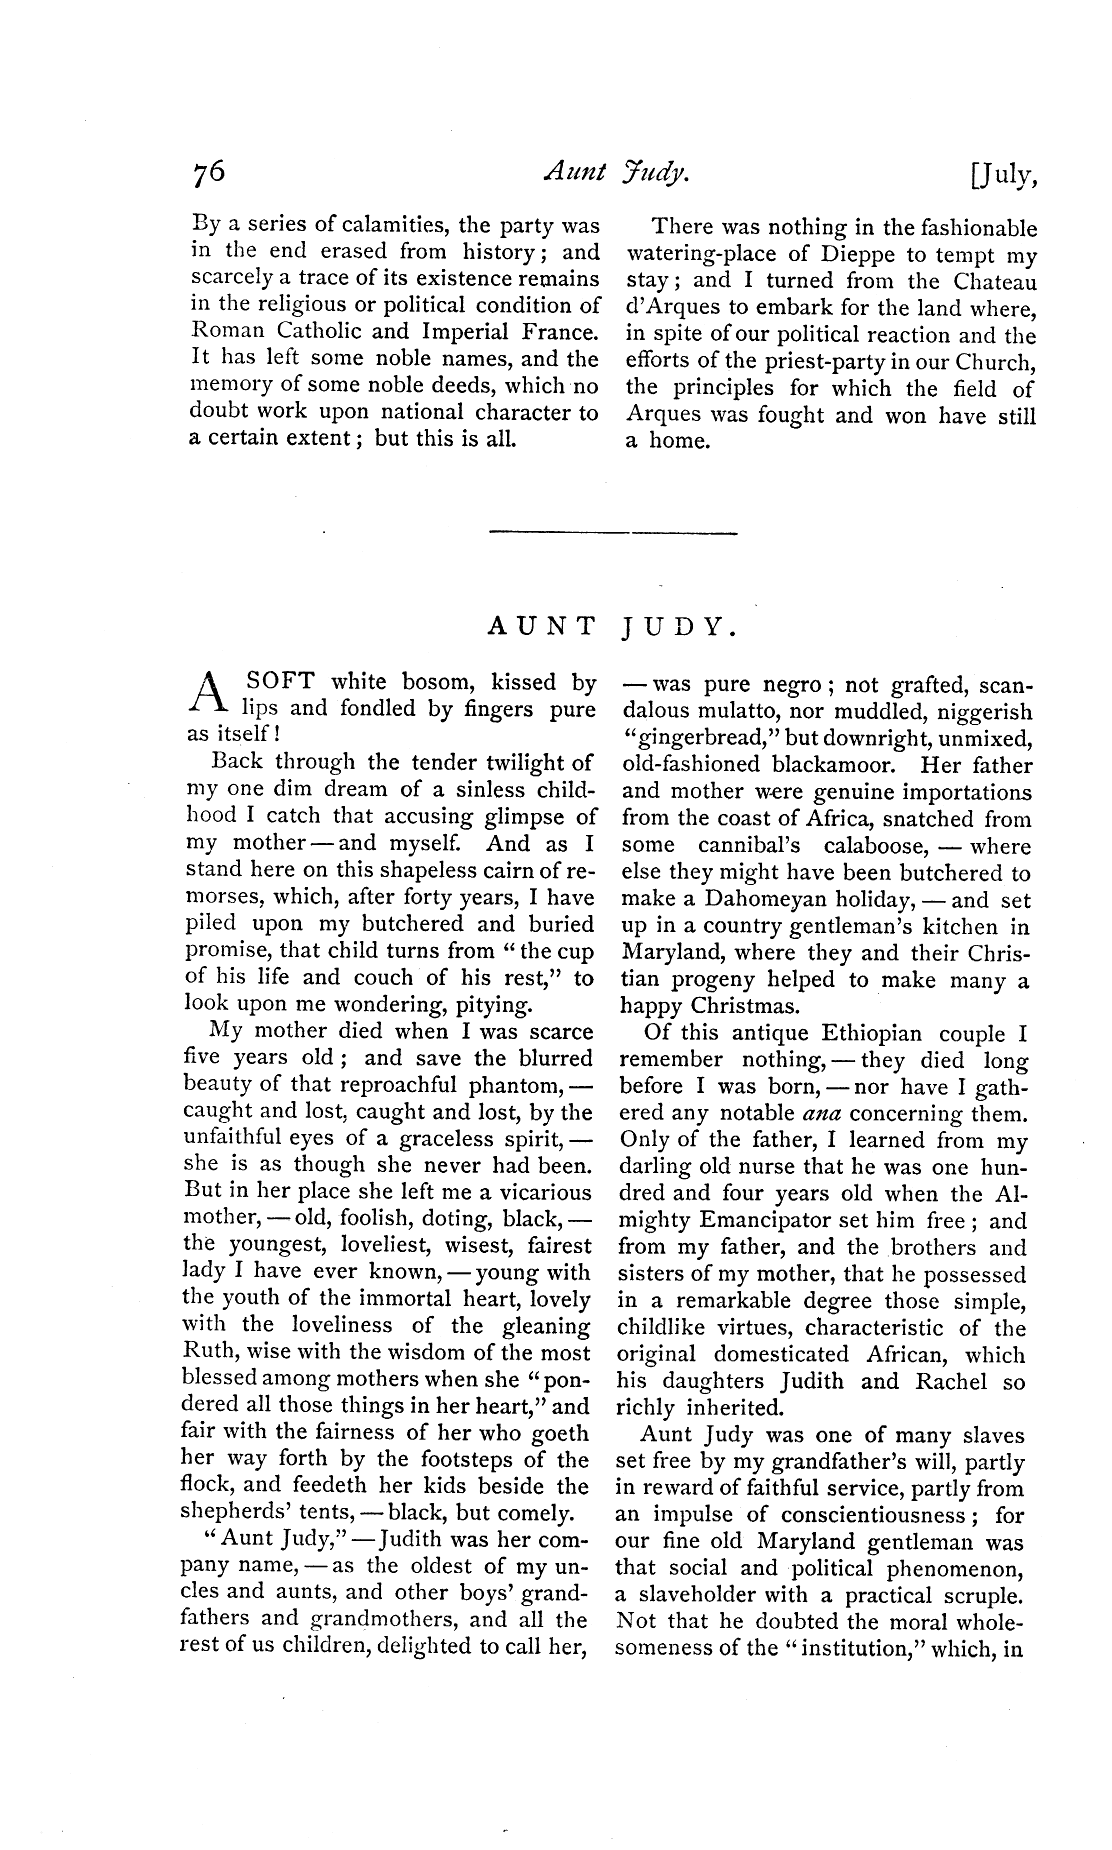 76
Aunt Judy.
[July,
By a series of calamities, the party was
in the end erased from history; and
scarcely a trace of its existence remains
in the religious or political condition of
Roman Catholic and Imperial France.
It has left some noble names, and the
memory of some noble deeds, which no
doubt work upon national character to
a certain extent; but this is all.
There was nothing in the fashionable
watering-place of Dieppe to tempt my
stay; and I turned from the Chateau
d'Arques to embark for the land where,
in spite of our political reaction and the
efforts of the priest-party in our Church,
the principles for which the field of
Arques was fought and won have still
a home.
AUNT JUDY.
A SOFT white bosom, kissed by
lips and fondled by fingers pure
as itself!
Back through the tender twilight of
my one dim dream of a sinless child-
hood I catch that accusing glimpse of
my mother — and myself. And as I
stand here on this shapeless cairn of re-
morses, which, after forty years, I have
piled upon my butchered and buried
promise, that child turns from "the cup
of his life and couch of his rest," to
look upon me wondering, pitying.
My mother died when I was scarce
five years old; and save the blurred
beauty of that reproachful phantom, —
caught and lost, caught and lost, by the
unfaithful eyes of a graceless spirit, —
she is as though she never had been.
But in her place she left me a vicarious
mother, — old, foolish, doting, black, —
the youngest, loveliest, wisest, fairest
lady I have ever known, — young with
the youth of the immortal heart, lovely
with the loveliness of the gleaning
Ruth, wise with the wisdom of the most
blessed among mothers when she "pon-
dered all those things in her heart," and
fair with the fairness of her who goeth
her way forth by the footsteps of the
flock, and feedeth her kids beside the
shepherds' tents, — black, but comely.
"Aunt Judy," — Judith was her com-
pany name, — as the oldest of my un-
cles and aunts, and other boys' grand-
fathers and grandmothers, and all the
rest of us children, delighted to call her,
— was pure negro; not grafted, scan-
dalous mulatto, nor muddled, niggerish
"gingerbread," but downright, unmixed,
old-fashioned blackamoor. Her father
and mother were genuine importations
from the coast of Africa, snatched from
some cannibal's calaboose, — where
else they might have been butchered to
make a Dahomeyan holiday, — and set
up in a country gentleman's kitchen in
Maryland, where they and their Chris-
tian progeny helped to make many a
happy Christmas.
Of this antique Ethiopian couple I
remember nothing, — they died long
before I was born, — nor have I gath-
ered any notable ana concerning them.
Only of the father, I learned from my
darling old nurse that he was one hun-
dred and four years old when the Al-
mighty Emancipator set him free; and
from my father, and the brothers and
sisters of my mother, that he possessed
in a remarkable degree those simple,
childlike virtues, characteristic of the
original domesticated African, which
his daughters Judith and Rachel so
richly inherited.
Aunt Judy was one of many slaves
set free by my grandfather's will, partly
in reward of faithful service, partly from
an impulse of conscientiousness; for
our fine old Maryland gentleman was
that social and political phenomenon,
a slaveholder with a practical scruple.
Not that he doubted the moral whole-
someness of the "institution," which, in